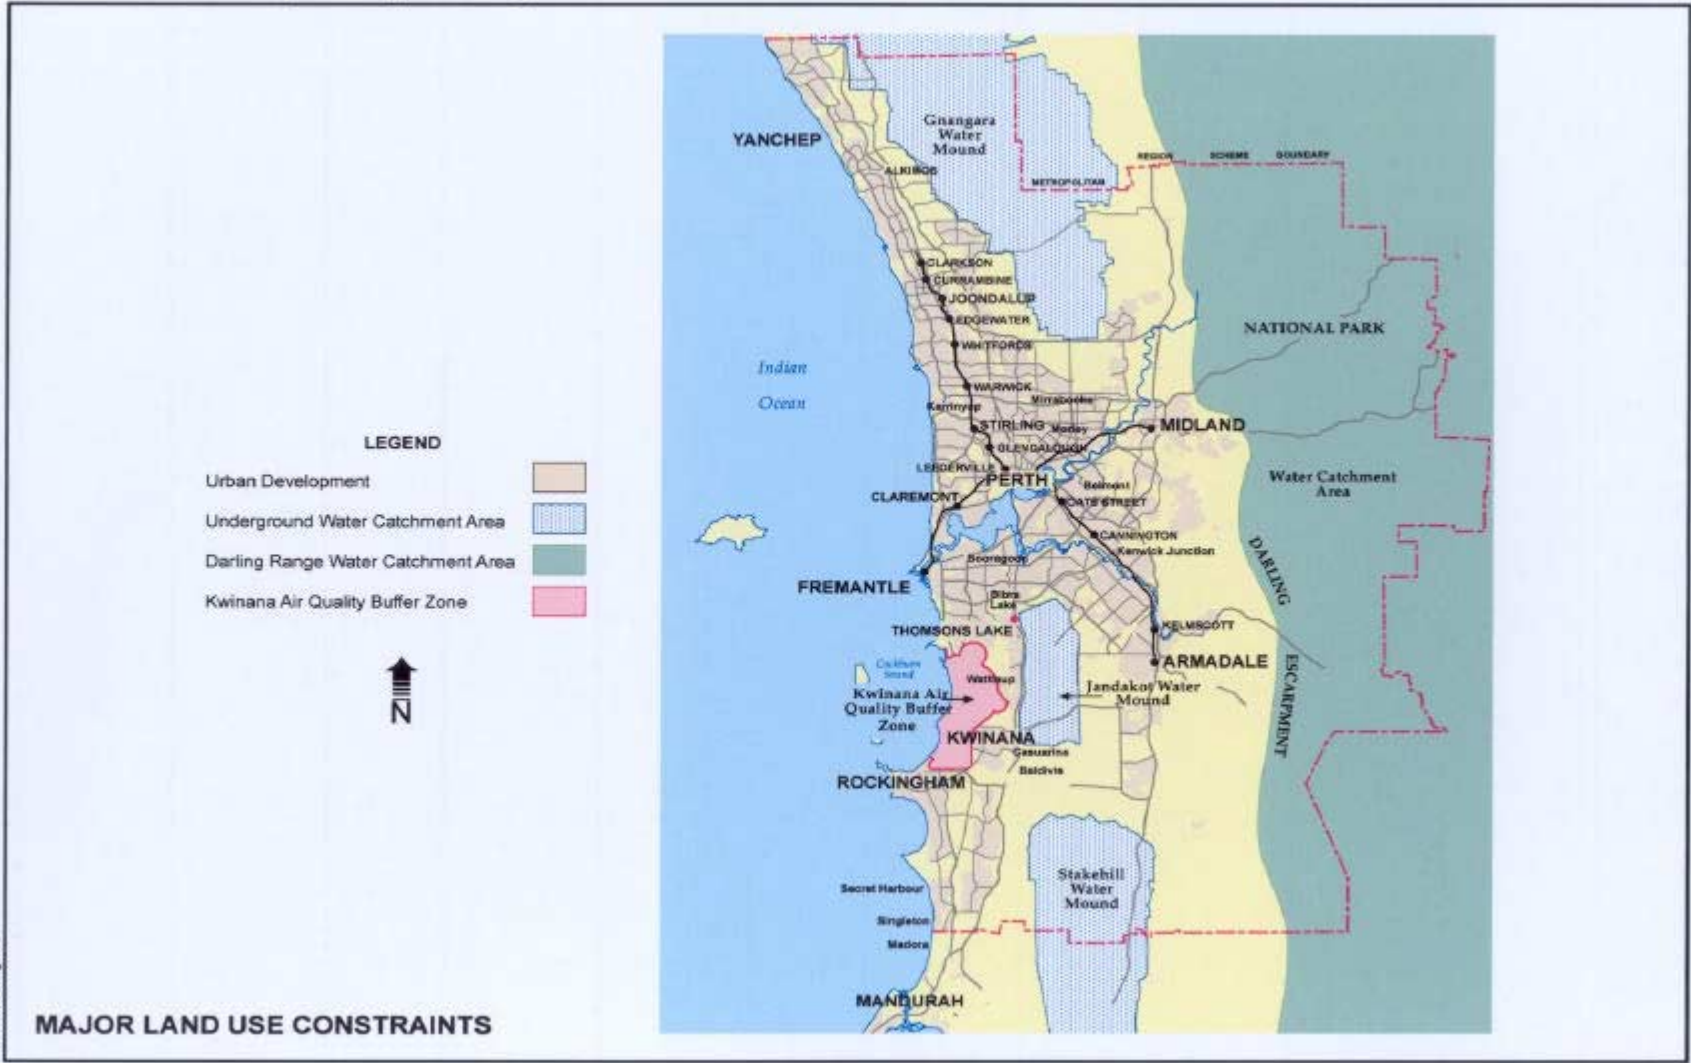 YANCHEP
Gnangara
Water
Mound
ALKIMOS
REGION
SCHEME
BOUNDARY
METROPOLITAN
CLARKSON
CURRAMBINE
JOONDALUP
EDGEWATER
NATIONAL PARK
WHITFORDS
Indian
Ocean
WARWICK
Karrinyup
Mirrabooka
STIRLING
Morley
MIDLAND
GLENDALOUGH
LEGEND
LEEDERVILLE
PERTH
Water Catchment
Area
Urban Development
Belmont
CLAREMONT
OATS STREET
Underground Water Catchment Area
CANNINGTON
Kenwick Junction
Darling Range Water Catchment Area
Booragoon
DARLING
ESCARPMENT
FREMANTLE
Kwinana Air Quality Buffer Zone
Bibra
Lake
THOMSONS LAKE
KELMSCOTT
ARMADALE
Cockburn
Sound
Wattleup
Kwinana Air
Quality Buffer
Zone
Jandakot Water
Mound
N
KWINANA
Casuarina
Baldivis
ROCKINGHAM
Stakehill
Water
Mound
Secret Harbour
Singleton
Madora
MANDURAH
MAJOR LAND USE CONSTRAINTS